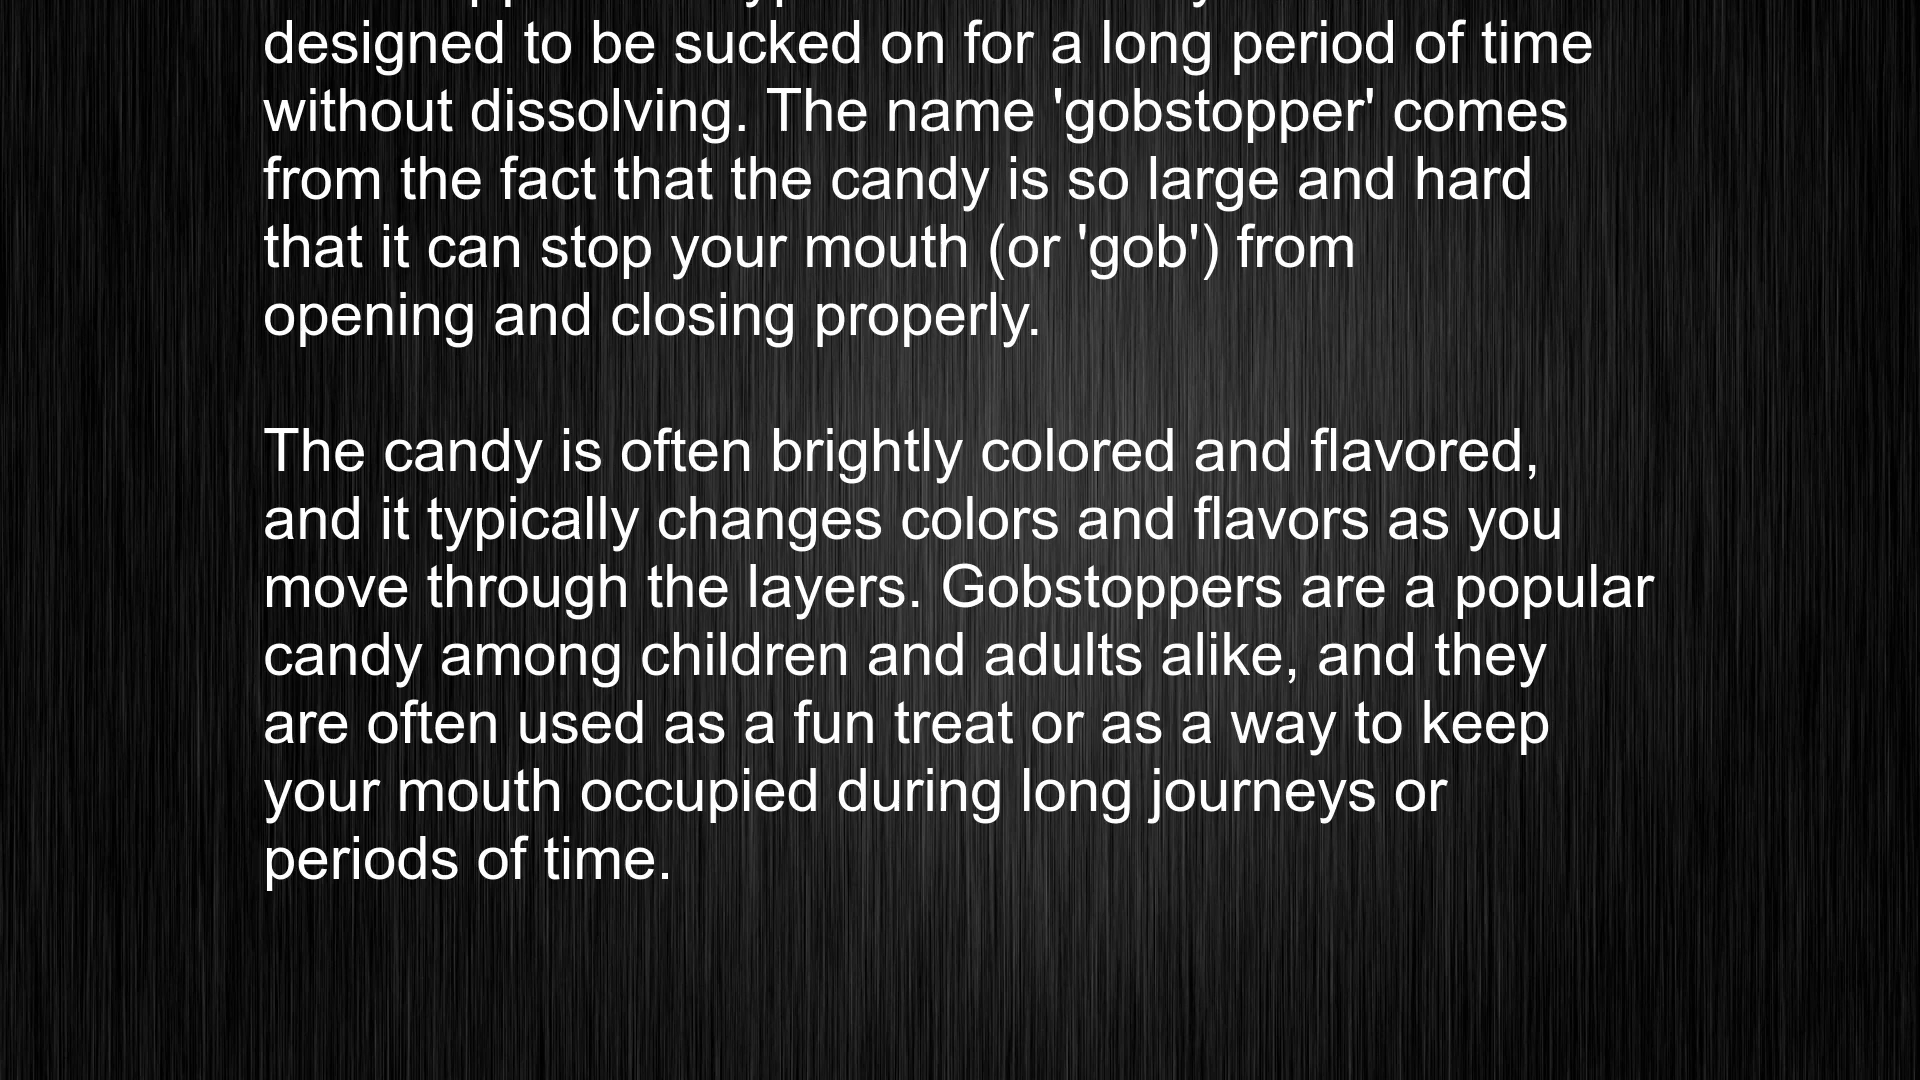 designed to be sucked on for a long period of time
without dissolving. The name 'gobstopper' comes
from the fact that the candy is so large and hard
that it can stop your mouth (or 'gob') from
opening and closing properly.
The candy is often brightly colored and flavored,
and it typically changes colors and flavors as you
move through the layers. Gobstoppers are a popular
candy among children and adults alike, and they
are often used as a fun treat or as a way to keep
your mouth occupied during long journeys or
periods of time.